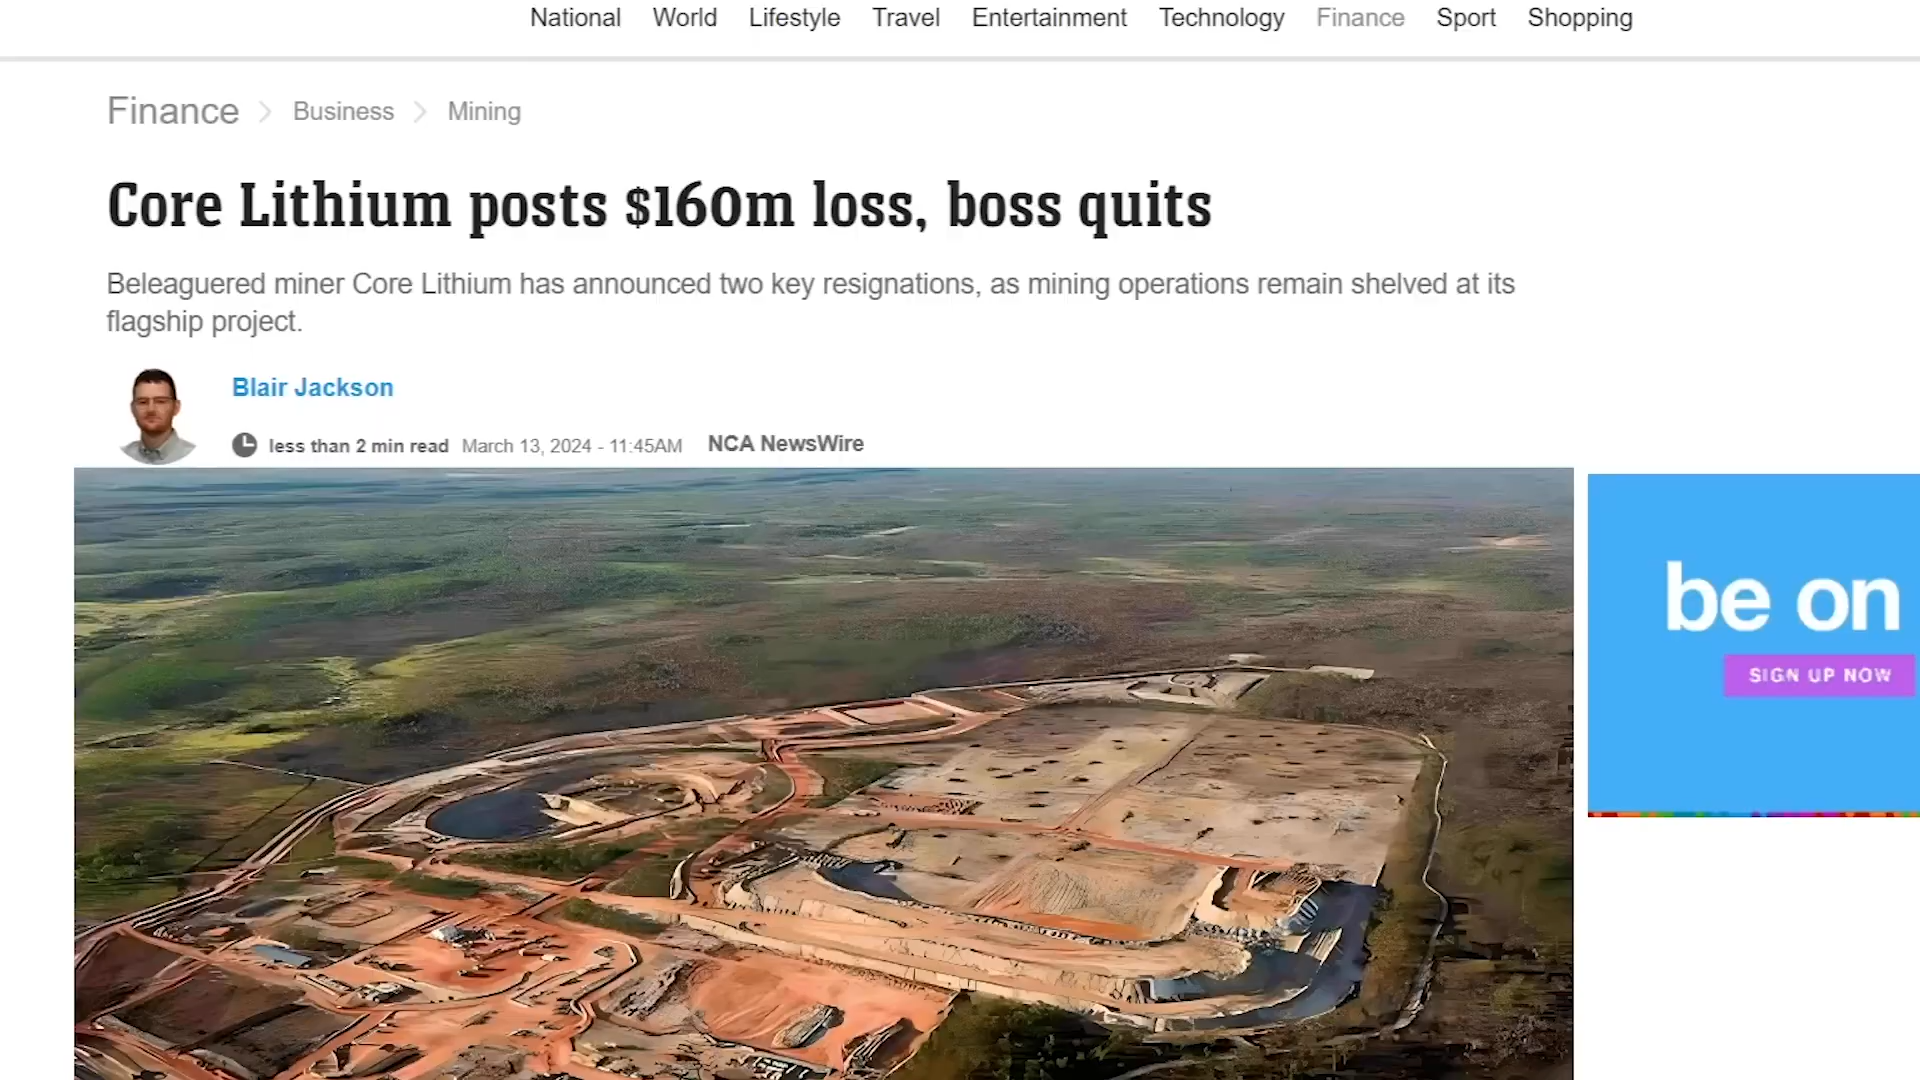 National World Lifestyle Travel Entertainment Technology Finance Sport Shopping
Finance Business Mining
Core Lithium posts $160m loss, boss quits
Beleaguered miner Core Lithium has announced two key resignations, as mining operations remain shelved at its
flagship project.
Blair Jackson
less than 2 min read March 13, 2024 - 11:45AM NCA NewsWire
be on
SIGN UP NOW